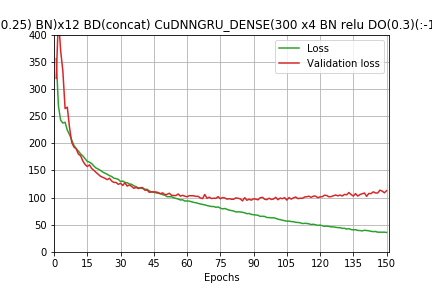 0.25) BN)x12 BD(concat) CuDNNGRU_DENSE(300 x4 BN relu DO(0.3)(:-1
Loss
Validation loss
400
350
300
250
200
150
100
50
0
0 15 30 45 60 75 90 105 120 135 150
Epochs